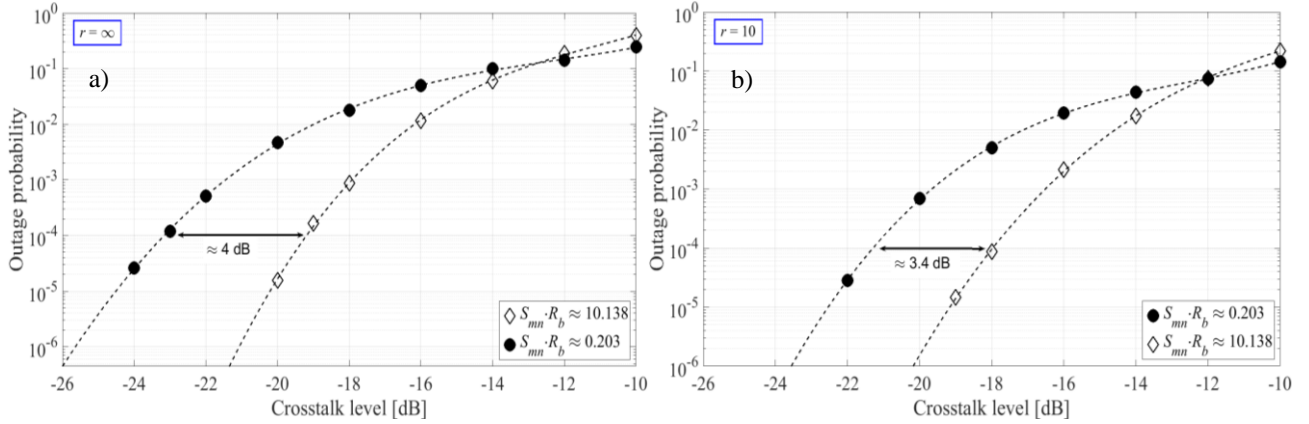 r = ∞
a)
Outage probability
10^0
10^-1
10^-2
10^-3
10^-4
10^-5
10^-6
≈ 4 dB
S_mn·R_b ≈ 10.138
S_mn·R_b ≈ 0.203
-26 -24 -22 -20 -18 -16 -14 -12 -10
Crosstalk level [dB]
r = 10
b)
Outage probability
10^0
10^-1
10^-2
10^-3
10^-4
10^-5
10^-6
≈ 3.4 dB
S_mn·R_b ≈ 0.203
S_mn·R_b ≈ 10.138
-26 -24 -22 -20 -18 -16 -14 -12 -10
Crosstalk level [dB]